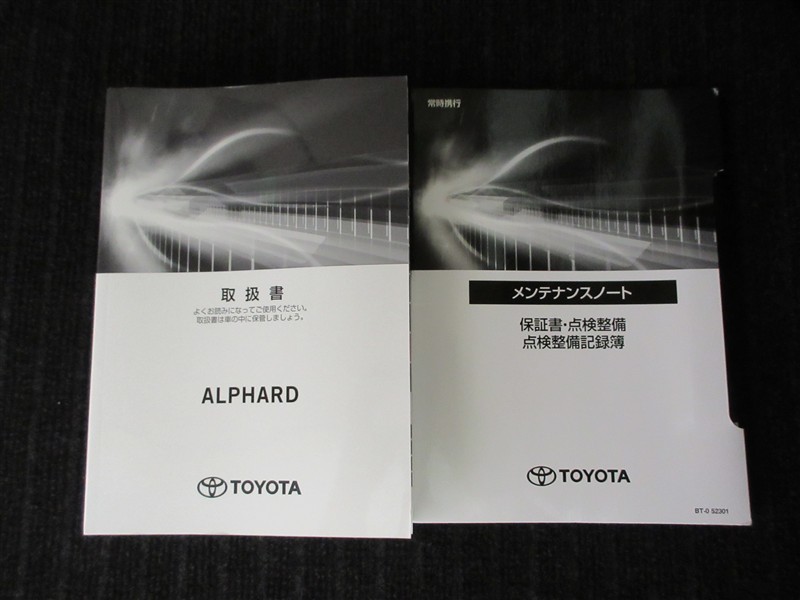 取扱書
よくお読みになってご使用ください。
取扱書は車の中に保管しましょう。
ALPHARD
TOYOTA
常時携行
メンテナンスノート
保証書・点検整備
点検整備記録簿
TOYOTA
BT-0 52301